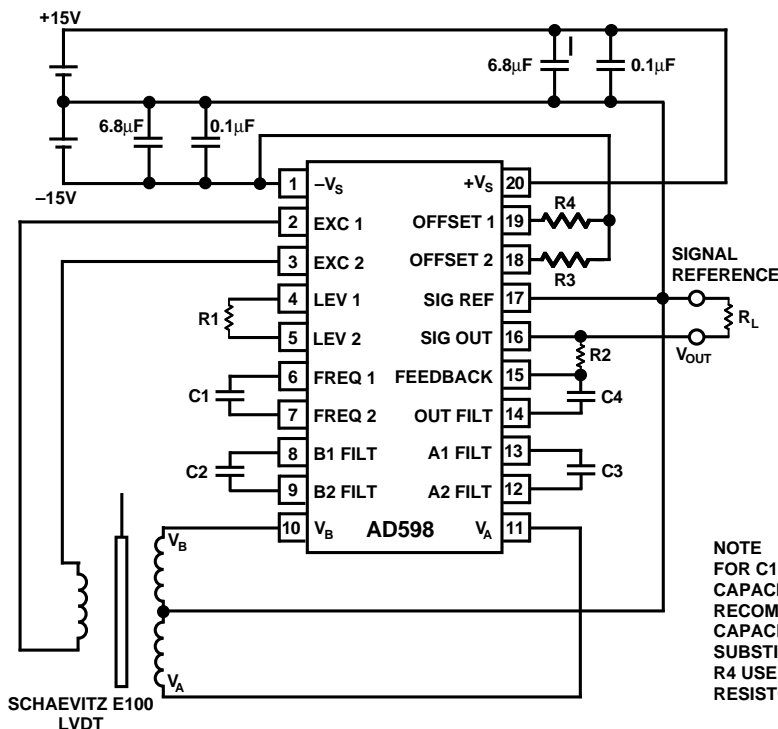 +15V
6.8µF
0.1µF
6.8µF
0.1µF
–15V
1 –VS
+VS 20
2 EXC 1
OFFSET 1 19
R4
3 EXC 2
OFFSET 2 18
R3
SIGNAL
REFERENCE
4 LEV 1
SIG REF 17
R1
RL
5 LEV 2
SIG OUT 16
VOUT
R2
6 FREQ 1
FEEDBACK 15
C1
C4
7 FREQ 2
OUT FILT 14
8 B1 FILT
A1 FILT 13
C2
C3
9 B2 FILT
A2 FILT 12
10 VB
AD598
VA 11
VB
VA
SCHAEVITZ E100
LVDT
NOTE
FOR C1
CAPACI
RECOM
CAPACI
SUBSTI
R4 USE
RESIST